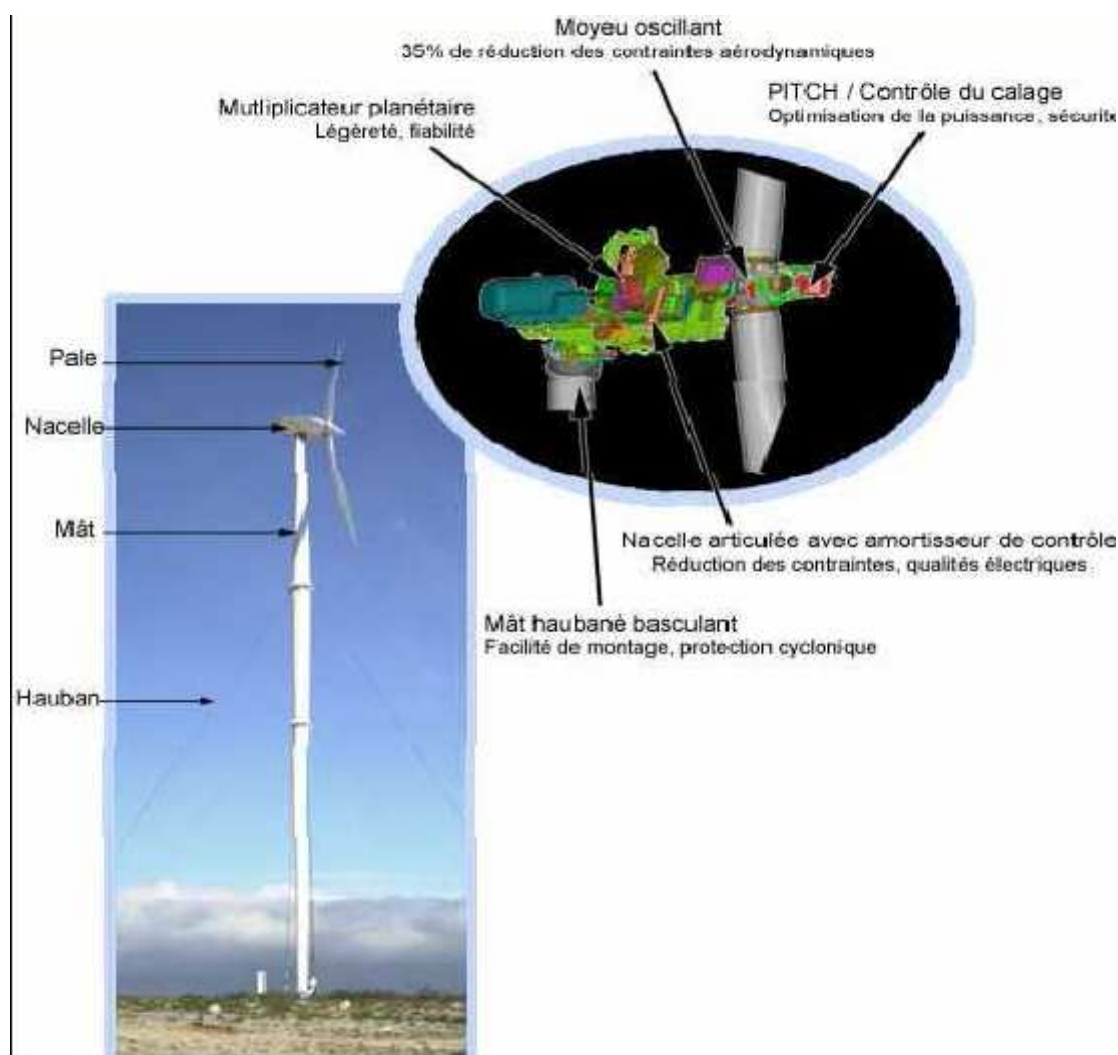 Moyeu oscillant
35% de réduction des contraintes aérodynamiques
PITCH / Contrôle du calage
Optimisation de la puissance, sécurité
Mutliplicateur planétaire
Légèreté, fiabilité
Pale
Nacelle
Mât
Nacelle articulée avec amortisseur de contrôle
Réduction des contraintes, qualités électriques
Mât haubané basculant
Facilité de montage, protection cyclonique
Hauban